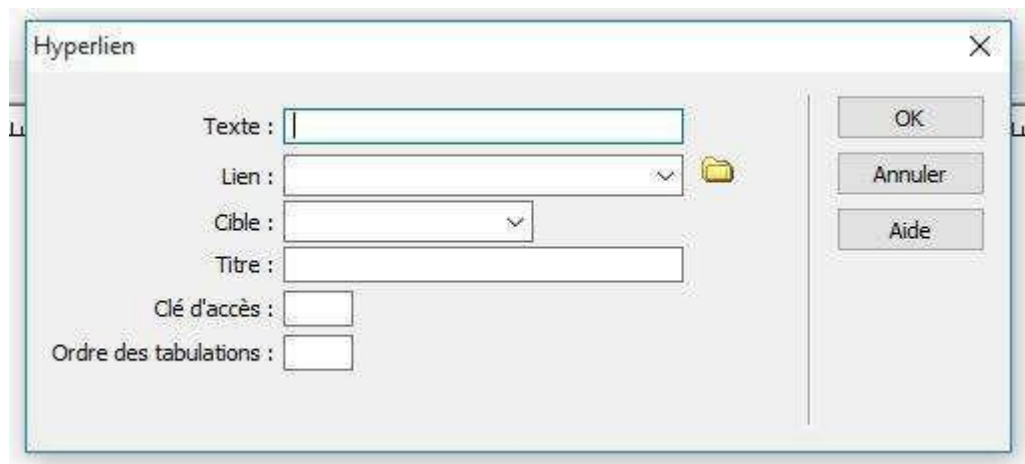 Hyperlien
Texte :
OK
Lien :
Annuler
Cible :
Aide
Titre :
Clé d'accès :
Ordre des tabulations :